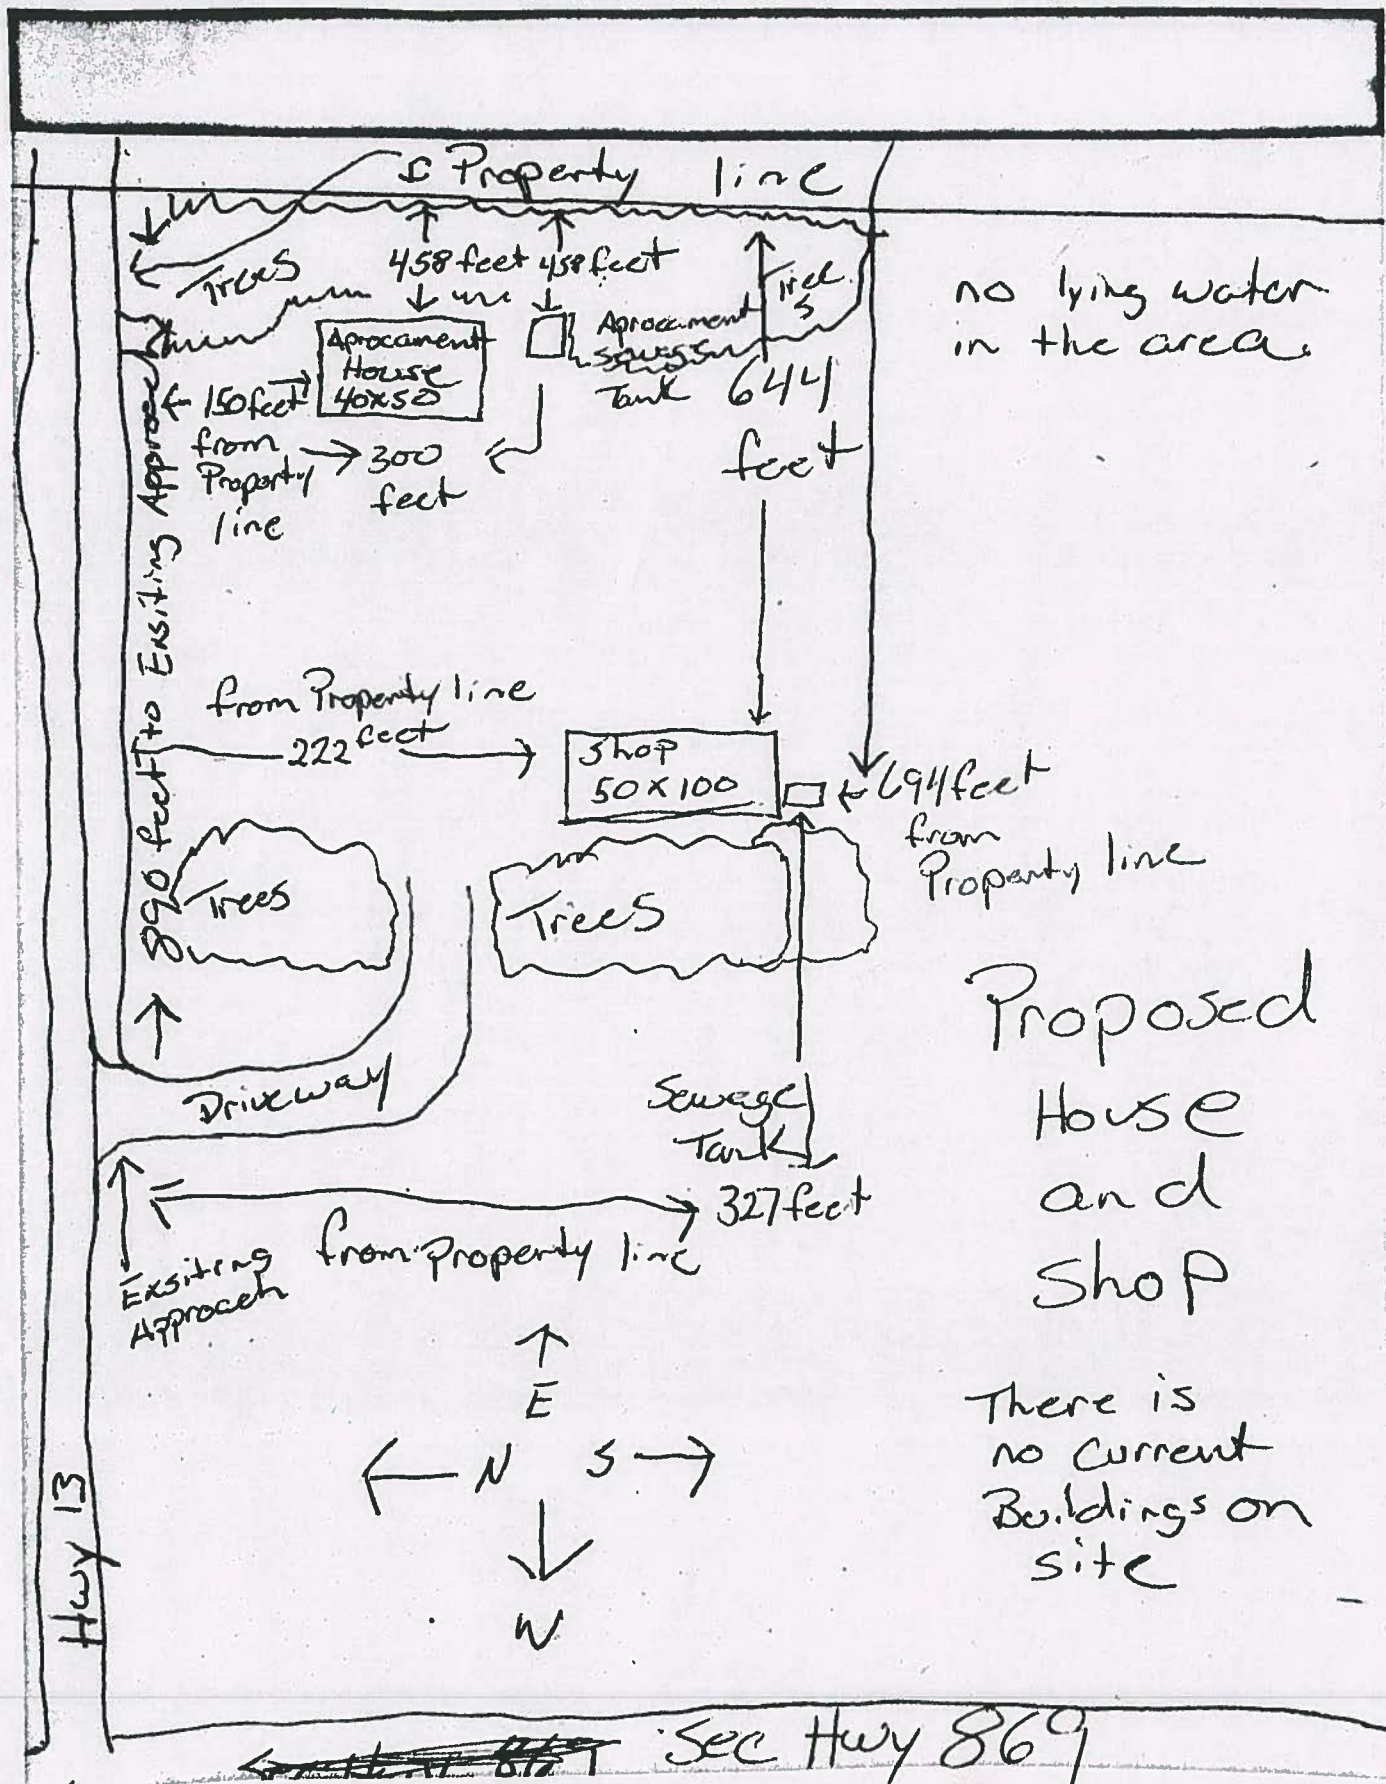 Property line
Trees
458 feet
458 feet
Trees
no lying water
in the area.
Aprocament
House
40x50
Aprocament
Tank
644
feet
150 feet
from
Property
line
300
feet
890 feet to Exsiting Approach
from Property line
222 feet
Shop
50 x 100
694 feet
from
Property line
Trees
Trees
Proposed
House
and
Shop
Driveway
Sewage
Tank
327 feet
from Property line
Exsiting
Approach
E
N S
W
There is
no current
Buildings on
site
Hwy 13
Sec Hwy 869